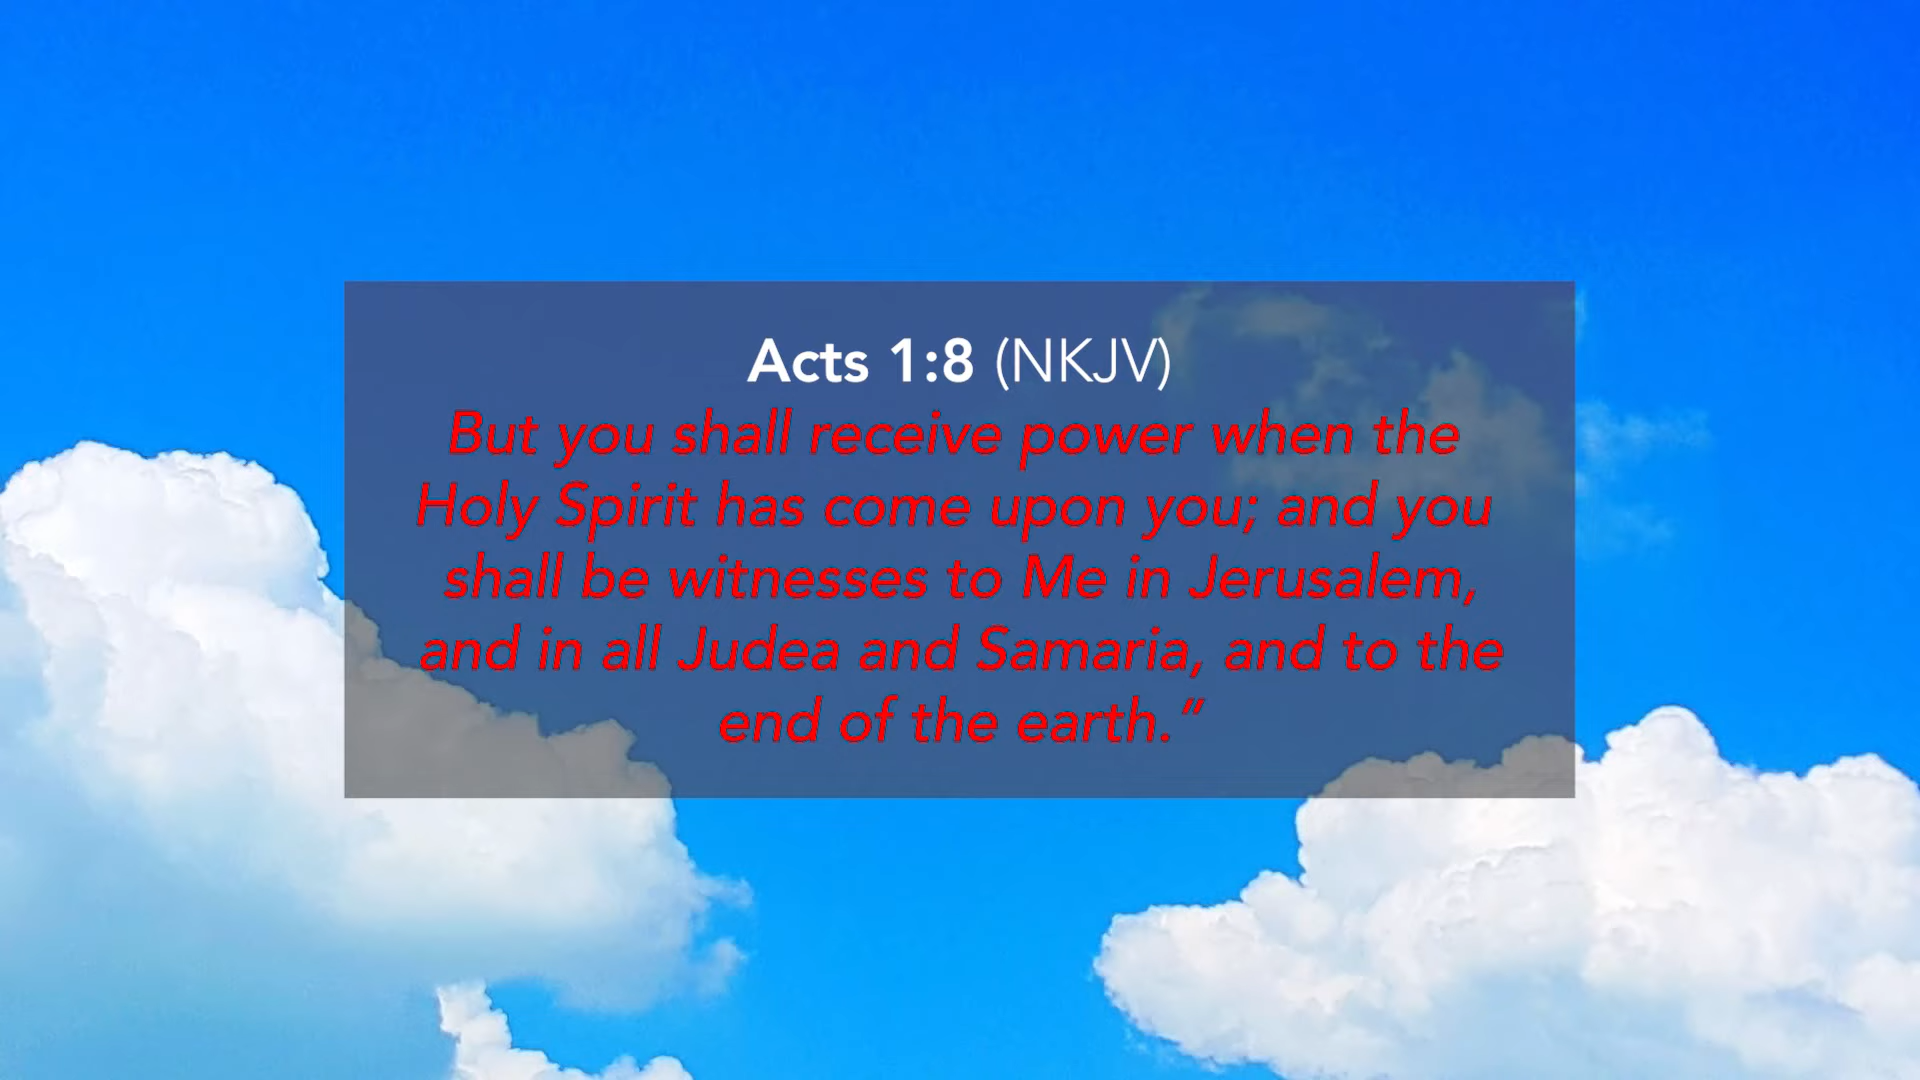 Acts 1:8 (NKJV)
But you shall receive power when the
Holy Spirit has come upon you; and you
shall be witnesses to Me in Jerusalem,
and in all Judea and Samaria, and to the
end of the earth.”